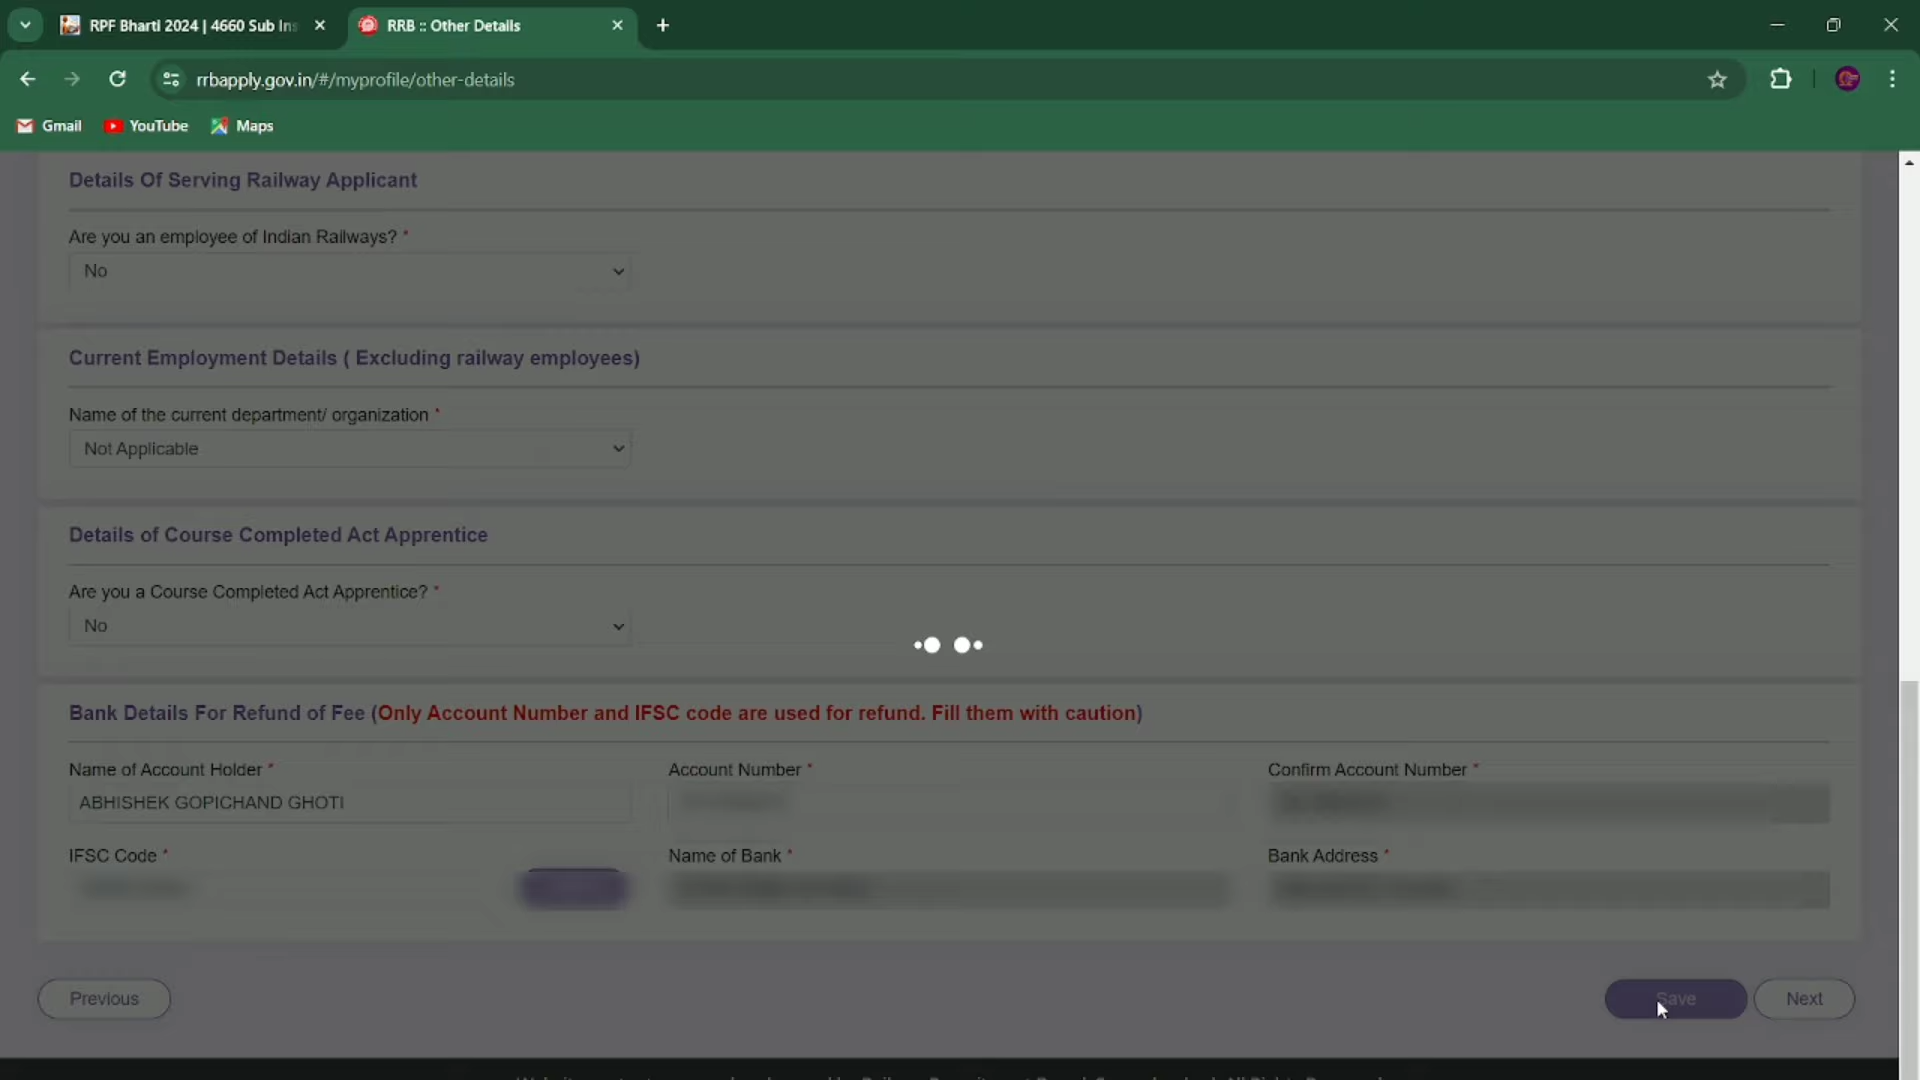 RPF Bharti 2024 | 4660 Sub Ins
RRB :: Other Details
rrbapply.gov.in/#/myprofile/other-details
Gmail YouTube Maps
Details Of Serving Railway Applicant
Are you an employee of Indian Railways? *
No
Current Employment Details ( Excluding railway employees)
Name of the current department/ organization *
Not Applicable
Details of Course Completed Act Apprentice
Are you a Course Completed Act Apprentice? *
No
Bank Details For Refund of Fee (Only Account Number and IFSC code are used for refund. Fill them with caution)
Name of Account Holder * Account Number * Confirm Account Number *
ABHISHEK GOPICHAND GHOTI
IFSC Code * Name of Bank * Bank Address *
Previous Save Next